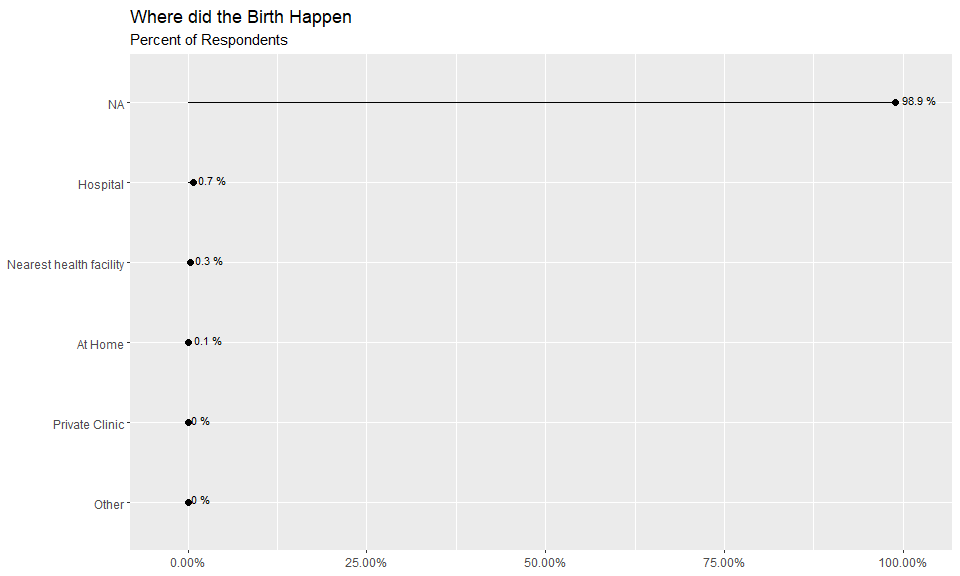 Where did the Birth Happen
Percent of Respondents
NA
98.9 %
Hospital
0.7 %
Nearest health facility
0.3 %
At Home
0.1 %
Private Clinic
0 %
Other
0 %
0.00%
25.00%
50.00%
75.00%
100.00%